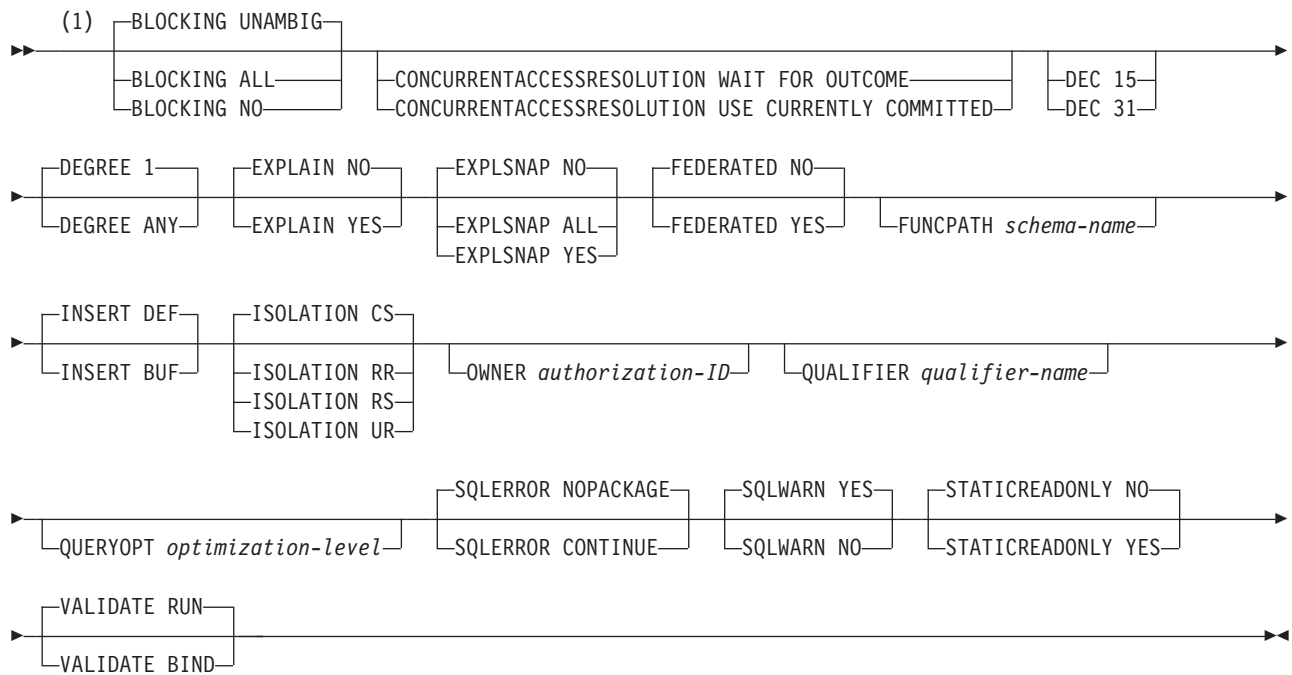 (1) BLOCKING UNAMBIG
BLOCKING ALL CONCURRENTACCESSRESOLUTION WAIT FOR OUTCOME DEC 15
BLOCKING NO CONCURRENTACCESSRESOLUTION USE CURRENTLY COMMITTED DEC 31
DEGREE 1 EXPLAIN NO EXPLSNAP NO FEDERATED NO
DEGREE ANY EXPLAIN YES EXPLSNAP ALL FEDERATED YES FUNCPATH schema-name
EXPLSNAP YES
INSERT DEF ISOLATION CS
INSERT BUF ISOLATION RR OWNER authorization-ID QUALIFIER qualifier-name
ISOLATION RS
ISOLATION UR
SQLERROR NOPACKAGE SQLWARN YES STATICREADONLY NO
QUERYOPT optimization-level SQLERROR CONTINUE SQLWARN NO STATICREADONLY YES
VALIDATE RUN
VALIDATE BIND